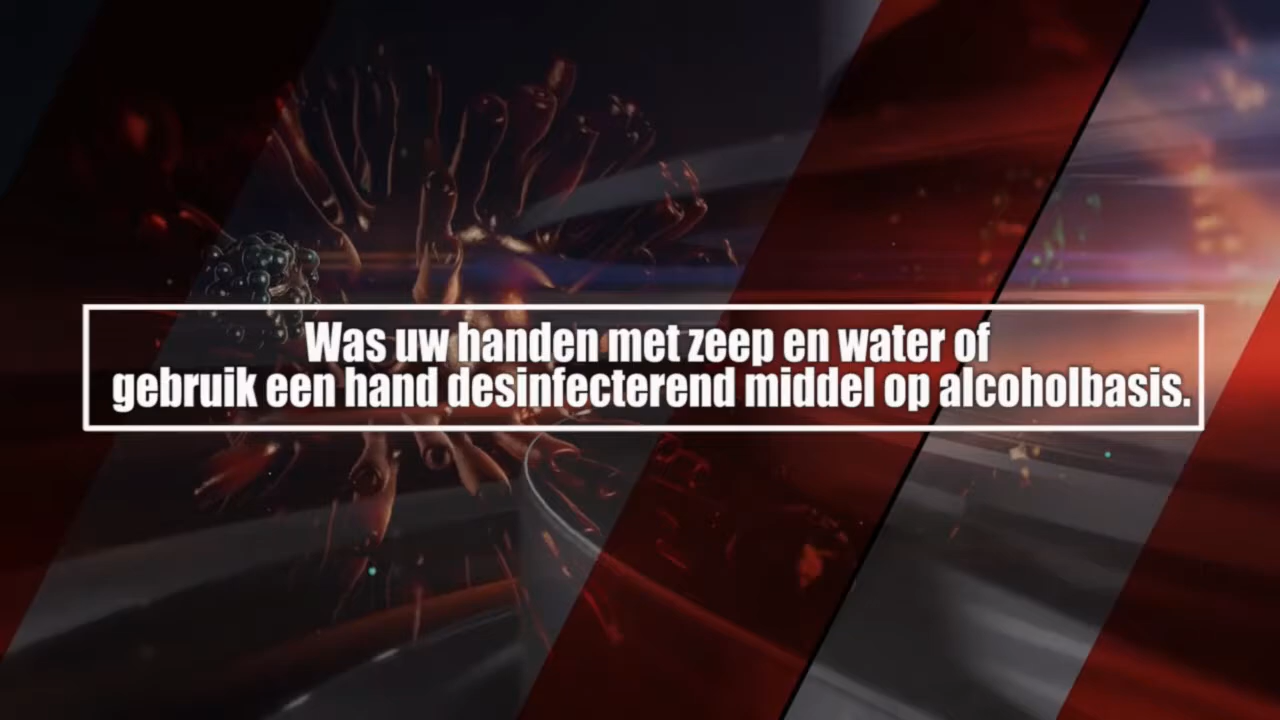 Was uw handen met zeep en water of
gebruik een hand desinfecterend middel op alcoholbasis.